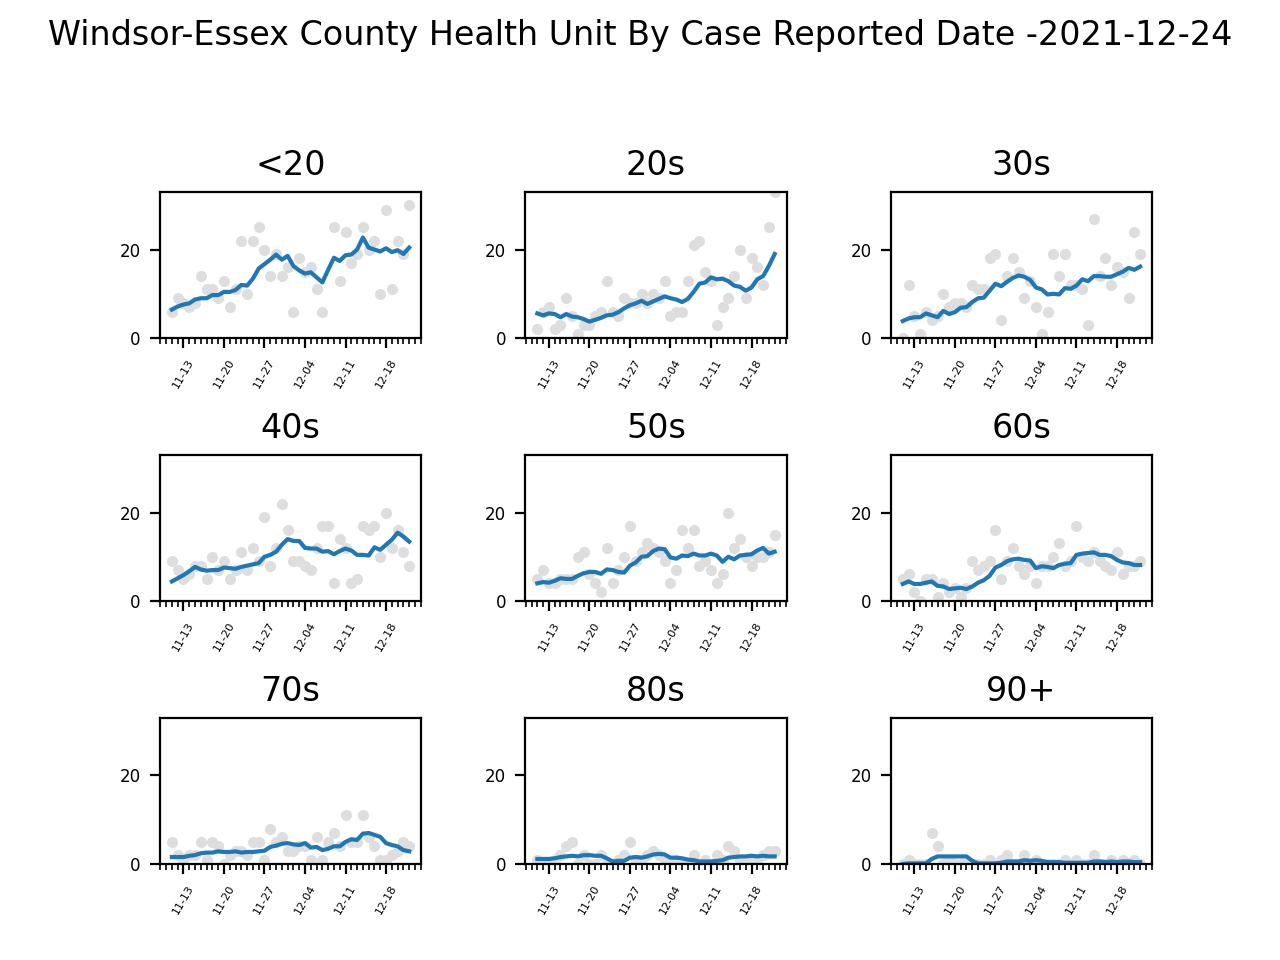 Windsor-Essex County Health Unit By Case Reported Date -2021-12-24
<20 20s 30s
20 20 20
0 0 0
11-13 11-20 11-27 12-04 12-11 12-18 11-13 11-20 11-27 12-04 12-11 12-18 11-13 11-20 11-27 12-04 12-11 12-18
40s 50s 60s
20 20 20
0 0 0
11-13 11-20 11-27 12-04 12-11 12-18 11-13 11-20 11-27 12-04 12-11 12-18 11-13 11-20 11-27 12-04 12-11 12-18
70s 80s 90+
20 20 20
0 0 0
11-13 11-20 11-27 12-04 12-11 12-18 11-13 11-20 11-27 12-04 12-11 12-18 11-13 11-20 11-27 12-04 12-11 12-18